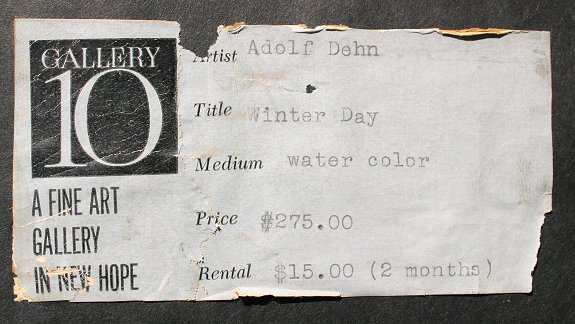 GALLERY
10
A FINE ART
GALLERY
IN NEW HOPE
Artist Adolf Dehn
Title Winter Day
Medium water color
Price $275.00
Rental $15.00 (2 months)